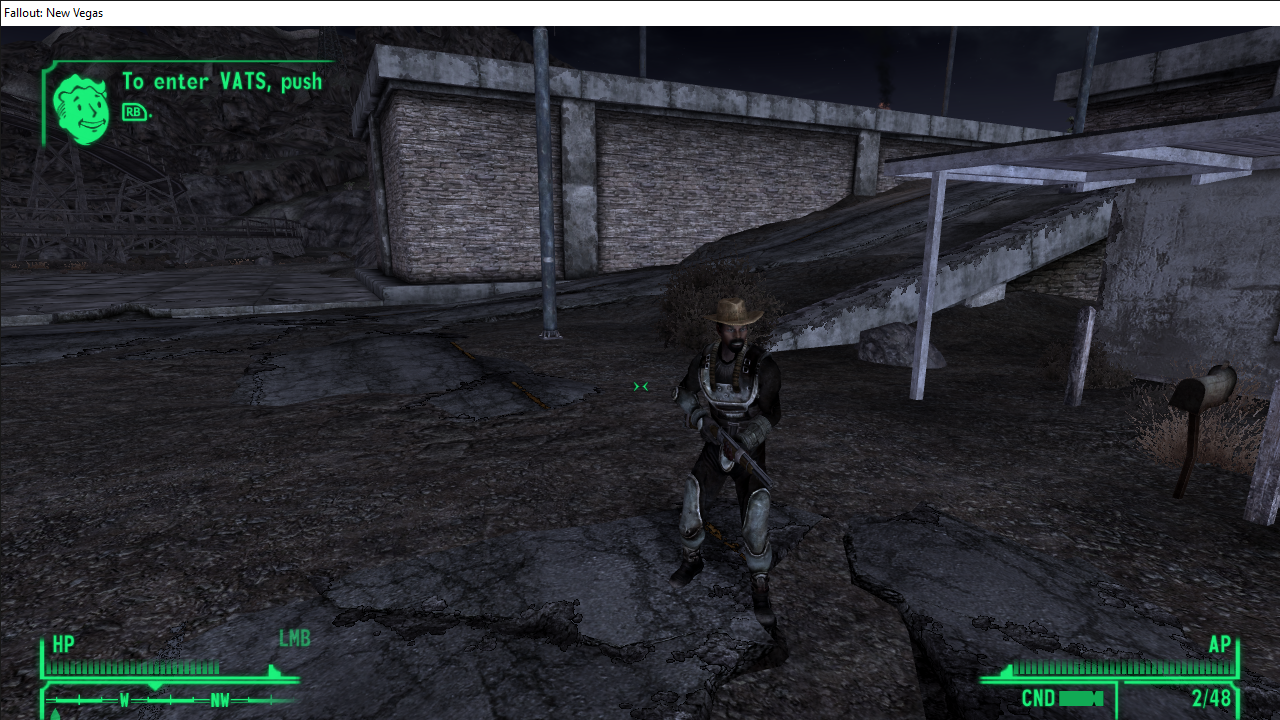 Fallout: New Vegas
To enter VATS, push
RB.
HP
LMB
AP
W
NW
CND
2/48